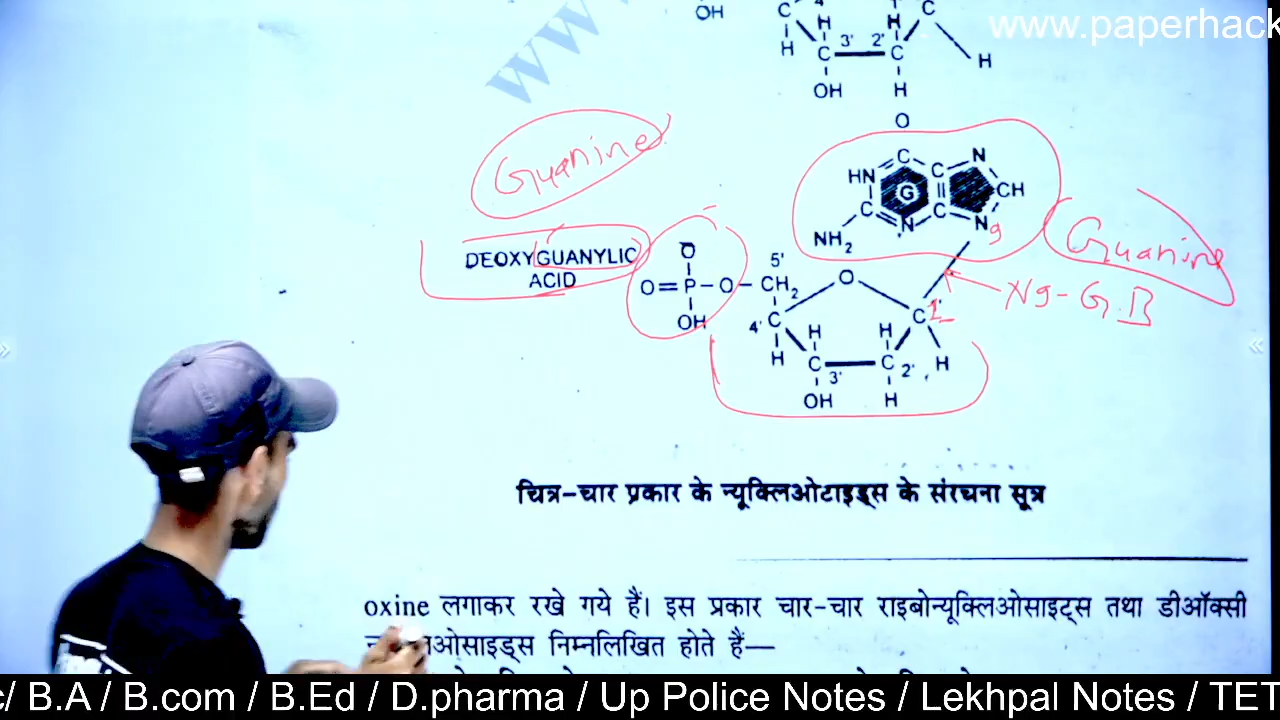 www.paperhack
OH
C
H
H
C
3'
2'
H
C
C
H
OH
H
O
Guanine
HN
C
C
N
G
CH
C
N
C
N
9
NH2
Guanine
DEOXYGUANYLIC
ACID
O
O=P-O-CH2
OH
5'
O
N9-G.B
4' C
C 1'
H
H
H
H
C
3'
C
2'
OH
H
चित्र-चार प्रकार के न्यूक्लिओटाइड्स के संरचना सूत्र
oxine लगाकर रखे गये हैं। इस प्रकार चार-चार राइबोन्यूक्लिओसाइट्स तथा डीऑक्सी
निम्नलिखित होते हैं—
/ B.A / B.com / B.Ed / D.pharma / Up Police Notes / Lekhpal Notes / TET